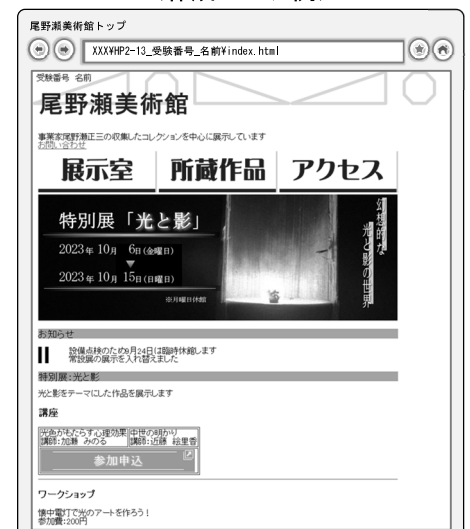 尾野瀬美術館トップ
XXX¥HP2-13_受験番号_名前¥index.html
受験番号 名前
尾野瀬美術館
事業家尾野瀬正三の収集したコレクションを中心に展示しています
お問い合わせ
展示室 所蔵作品 アクセス
特別展「光と影」
2023年 10月 6日(金曜日)
▼
2023年 10月 15日(日曜日)
※月曜日休館
幻想的な
光と影の世界
お知らせ
設備点検のため9月24日は臨時休館します
常設展の展示を入れ替えました
特別展:光と影
光と影をテーマにした作品を展示します
講座
光色がもたらす心理効果 中世の明かり
講師:加瀬 みのる 講師:近藤 絵里香
参加申込
ワークショップ
懐中電灯で光のアートを作ろう!
参加費:200円